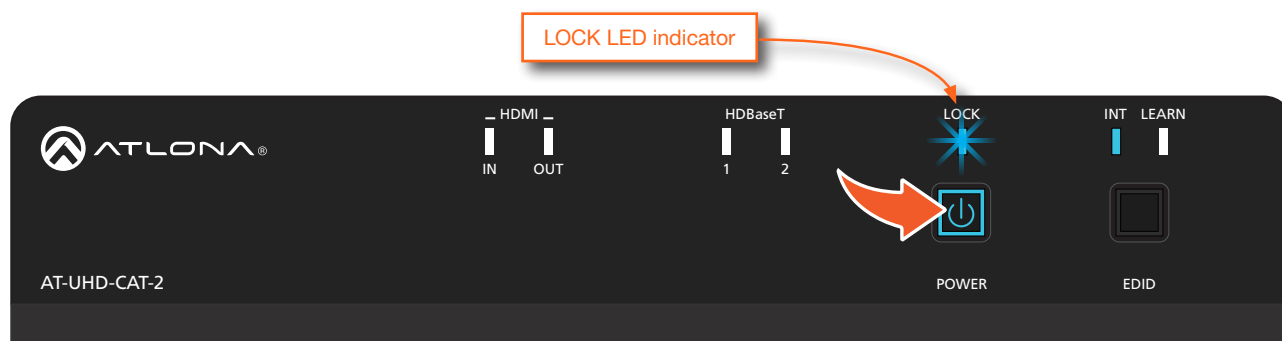 LOCK LED indicator
HDMI
HDBaseT
LOCK
INT LEARN
ATLONA®
IN OUT
1 2
AT-UHD-CAT-2
POWER
EDID